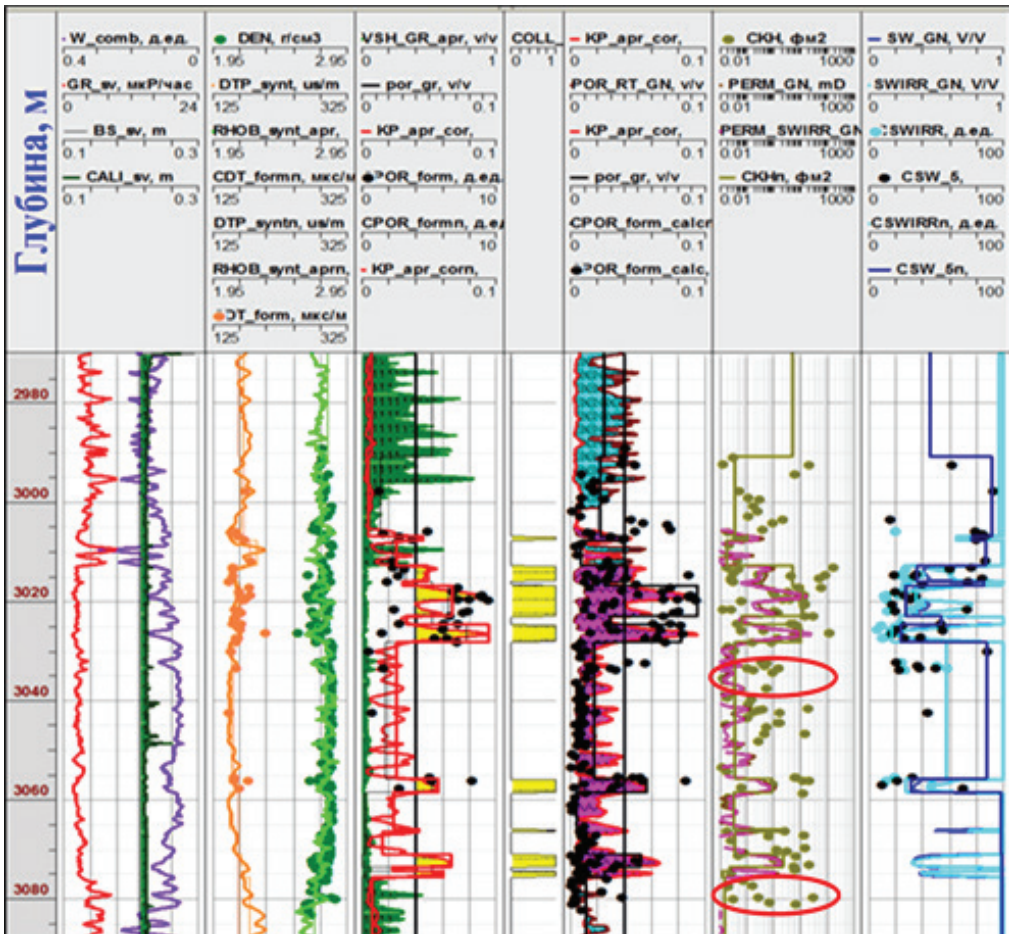 Глубина, м
W_comb, д.ед.
0.4 0
GR_sv, мкР/час
0 24
BS_sv, m
0.1 0.3
CALI_sv, m
0.1 0.3
DEN, г/см3
1.95 2.95
DTP_synt, us/m
125 325
RHOB_synt_apr,
1.95 2.95
CDT_formn, мкс/м
125 325
DTP_syntn, us/m
125 325
RHOB_synt_aprn,
1.95 2.95
DT_form, мкс/м
125 325
VSH_GR_apr, v/v
0 1
por_gr, v/v
0 0.1
KP_apr_cor,
0 0.1
POR_form, д.ед.
0 0.1
CPOR_formn, д.ед
0 10
KP_apr_corn,
0 0.1
COLL_
0 1
KP_apr_cor,
0 0.1
POR_RT_GN, v/v
0 0.1
KP_apr_cor,
0 0.1
por_gr, v/v
0 0.1
CPOR_form_calcr
0 0.1
POR_form_calc,
0 0.1
СКН, фм2
0.01 1000
PERM_GN, mD
0.01 1000
PERM_SWIRR_GN
0.01 1000
СКНn, фм2
0.01 1000
SW_GN, V/V
0 1
SWIRR_GN, V/V
0 1
CSWIRR, д.ед.
0 100
CSW_5,
0 100
CSWIRRn, д.ед.
0 100
CSW_5n,
0 100
2980
3000
3020
3040
3060
3080